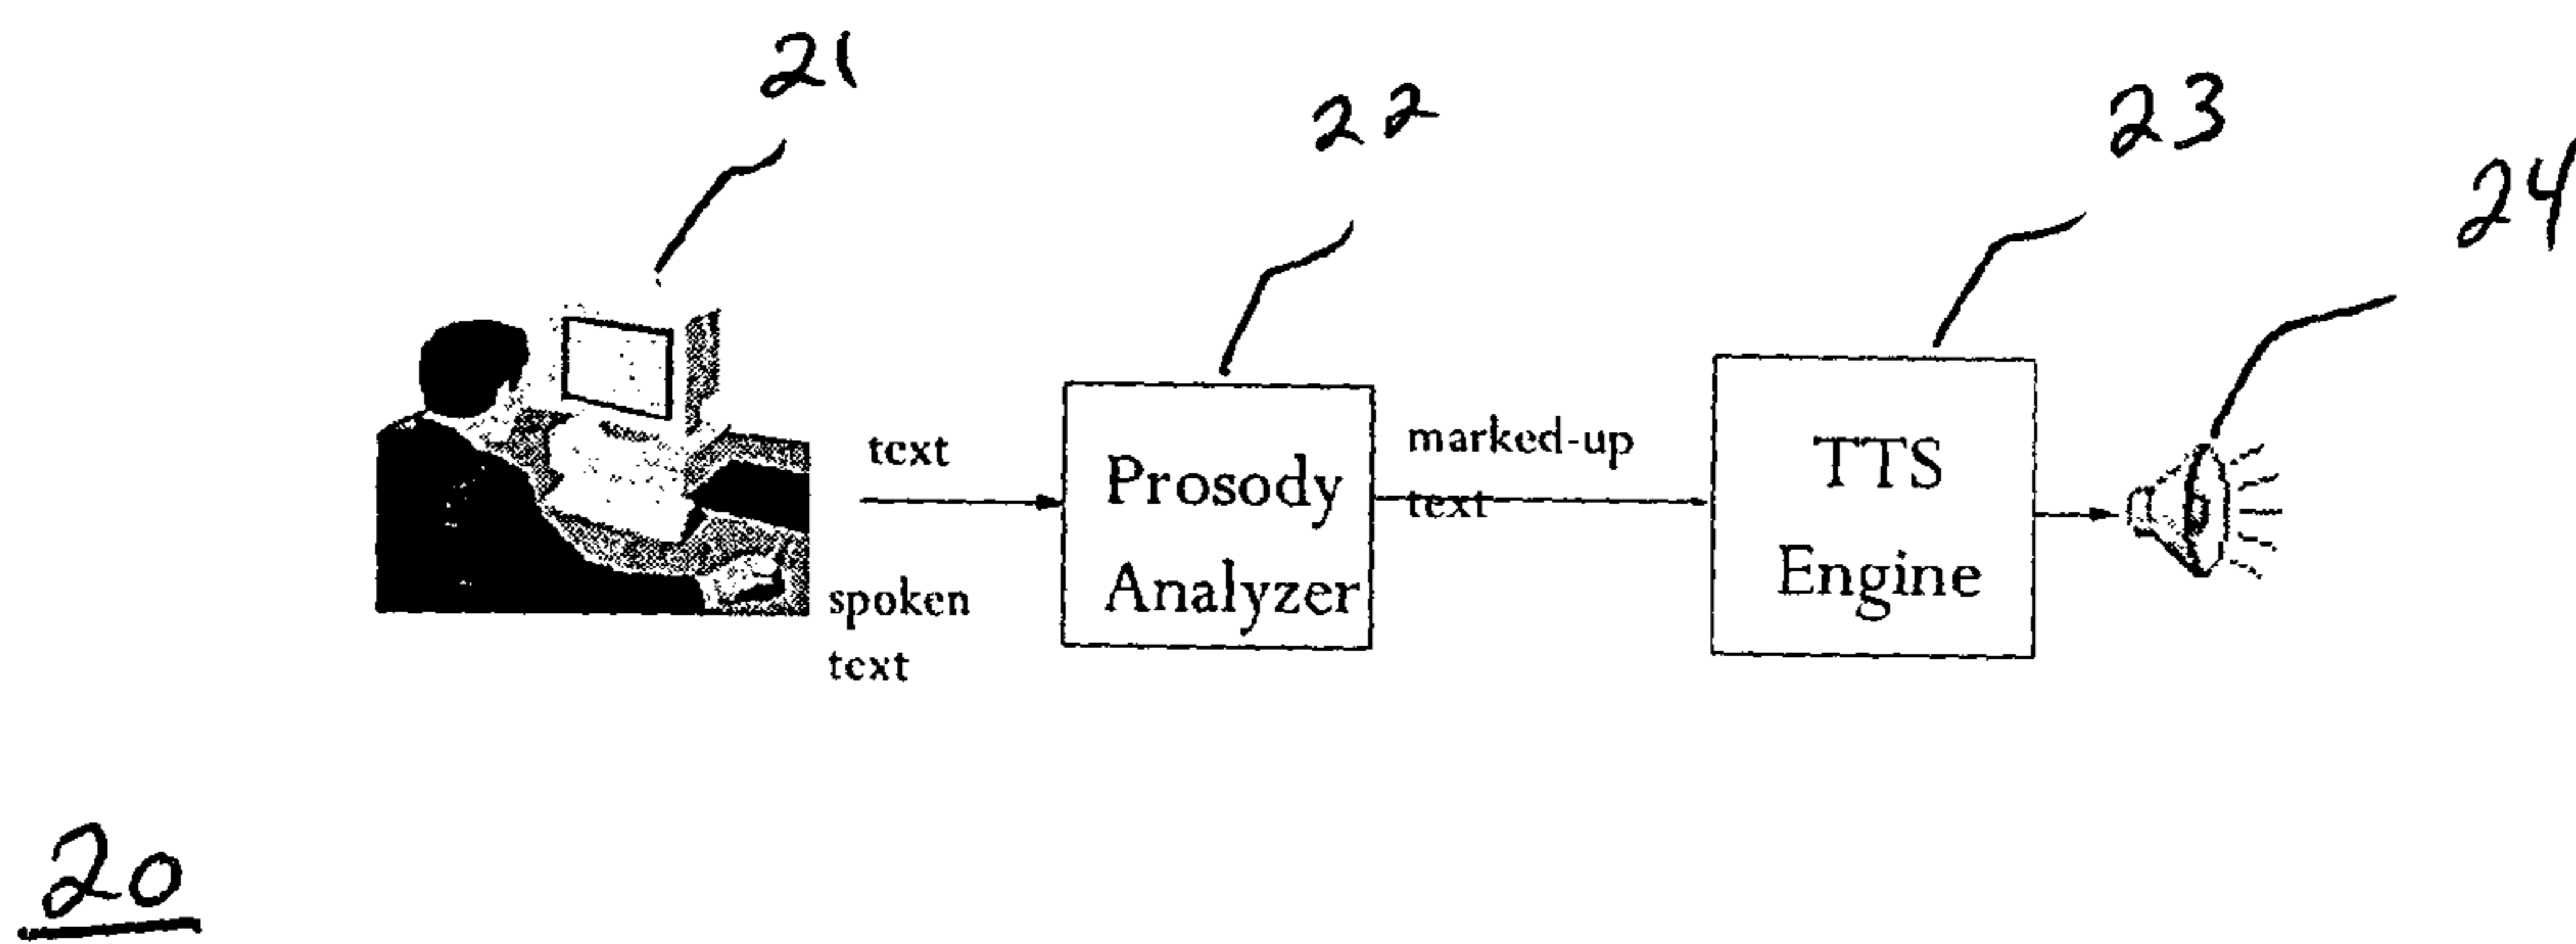 21
22
23
24
text
spoken
text
Prosody
Analyzer
marked-up
text
TTS
Engine
20